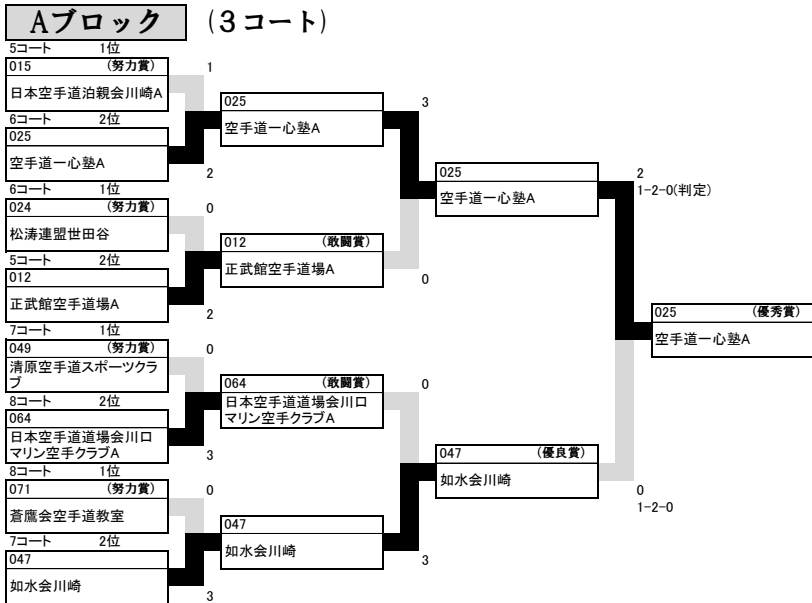 Aブロック (3コート)
5コート 1位
015 (努力賞)
日本空手道泊親会川崎A
6コート 2位
025
空手道一心塾A
6コート 1位
024 (努力賞)
松涛連盟世田谷
5コート 2位
012
正武館空手道場A
7コート 1位
049 (努力賞)
清原空手道スポーツクラ
ブ
8コート 2位
064
日本空手道道場会川口
マリン空手クラブA
8コート 1位
071 (努力賞)
蒼鷹会空手道教室
7コート 2位
047
如水会川崎
1
2
0
2
0
3
0
3
025
空手道一心塾A
012 (敢闘賞)
正武館空手道場A
064 (敢闘賞)
日本空手道道場会川口
マリン空手クラブA
047
如水会川崎
3
0
0
3
025
空手道一心塾A
047 (優良賞)
如水会川崎
2
1-2-0(判定)
0
1-2-0
025 (優秀賞)
空手道一心塾A